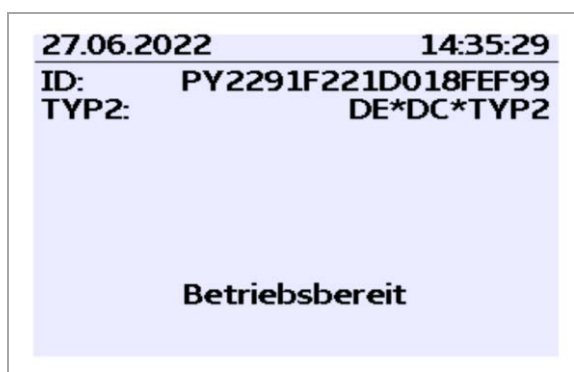 27.06.2022 14:35:29
ID: PY2291F221D018FEF99
TYP2: DE*DC*TYP2
Betriebsbereit